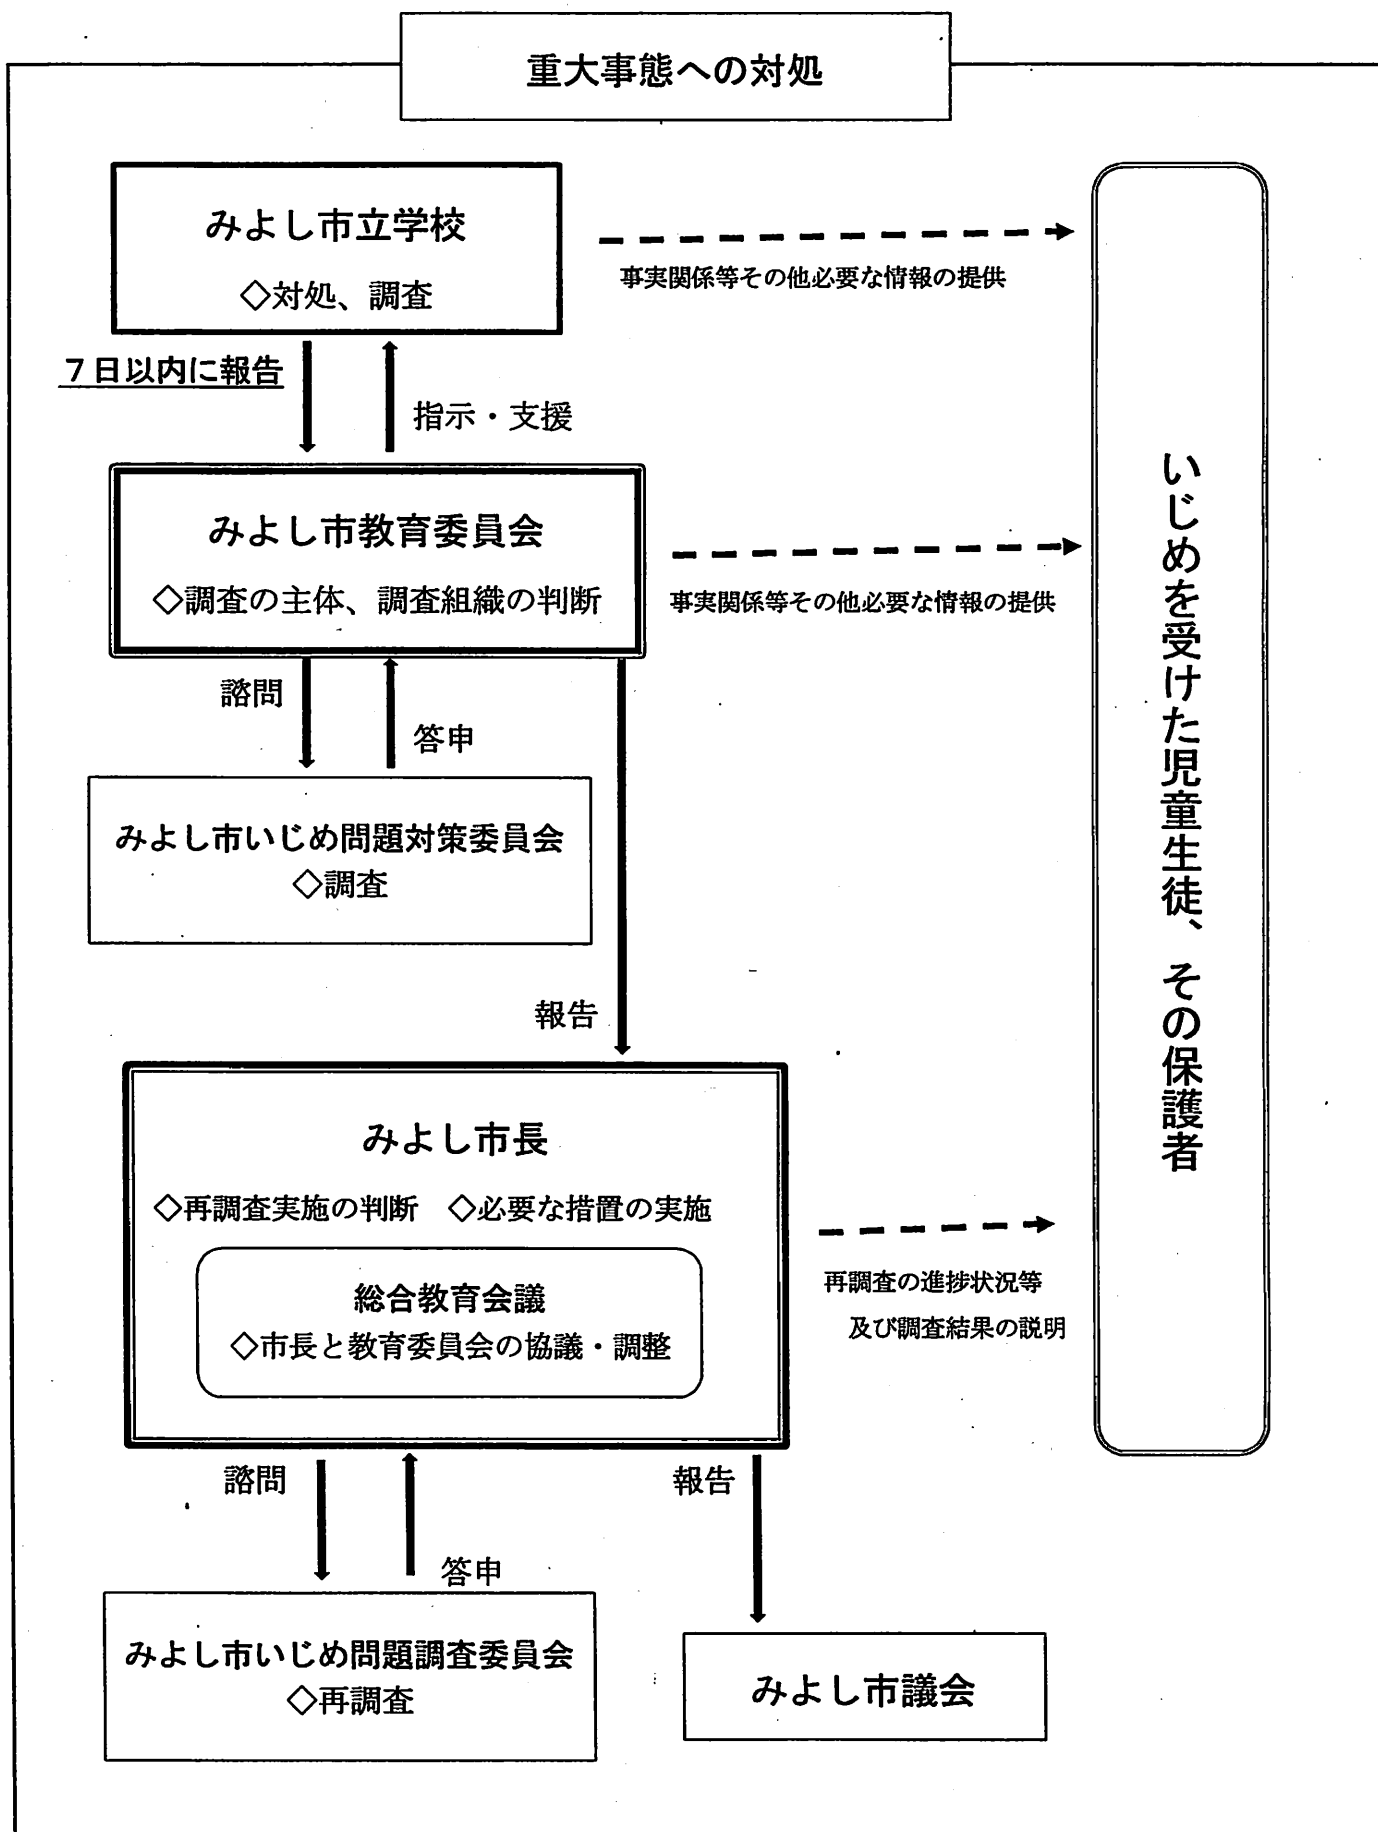 重大事態への対処
みよし市立学校
◇対処、調査
事実関係等その他必要な情報の提供
７日以内に報告
指示・支援
みよし市教育委員会
◇調査の主体、調査組織の判断
事実関係等その他必要な情報の提供
諮問
答申
みよし市いじめ問題対策委員会
◇調査
報告
みよし市長
◇再調査実施の判断　◇必要な措置の実施
総合教育会議
◇市長と教育委員会の協議・調整
再調査の進捗状況等
及び調査結果の説明
諮問
答申
報告
みよし市いじめ問題調査委員会
◇再調査
みよし市議会
いじめを受けた児童生徒、その保護者